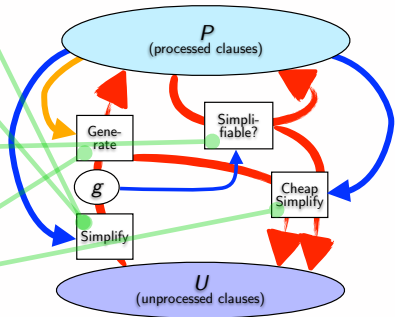 P
(processed clauses)
Simpli-
fiable?
Gene-
rate
g
Cheap
Simplify
Simplify
U
(unprocessed clauses)